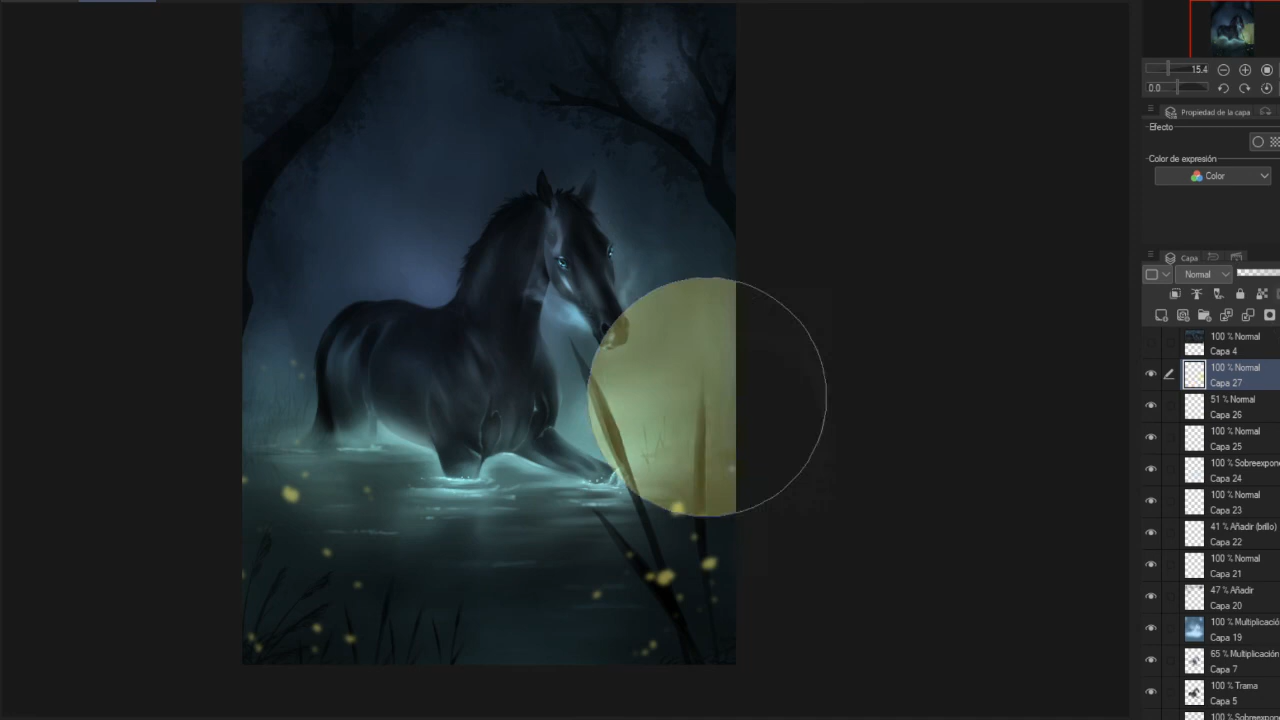 15.4
0.0
Propiedad de la capa
Efecto
Color de expresión
Color
Capa
Normal
100 % Normal
Capa 4
100 % Normal
Capa 27
51 % Normal
Capa 26
100 % Normal
Capa 25
100 % Sobreexpon
Capa 24
100 % Normal
Capa 23
41 % Añadir (brillo)
Capa 22
100 % Normal
Capa 21
47 % Añadir
Capa 20
100 % Multiplicació
Capa 19
65 % Multiplicación
Capa 7
100 % Trama
Capa 5
100 % Sobreexpon